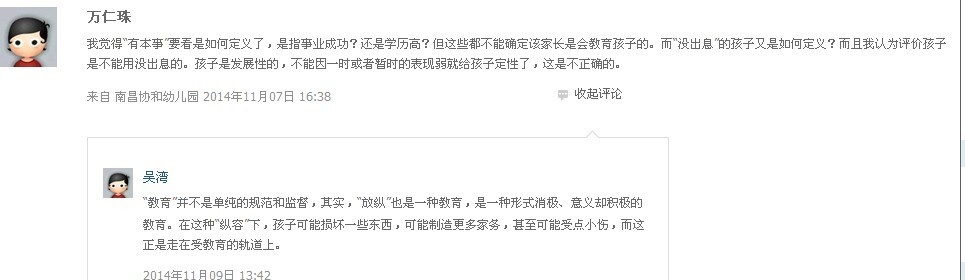 万仁珠
我觉得“有本事”要看是如何定义了，是指事业成功？还是学历高？但这些都不能确定该家长是会教育孩子的。而“没出息”的孩子又是如何定义？而且我认为评价孩子
是不能用没出息的。孩子是发展性的，不能因一时或者暂时的表现弱就给孩子定性了，这是不正确的。
来自 南昌协和幼儿园 2014年11月07日 16:38 收起评论
吴湾
“教育”并不是单纯的规范和监督，其实，“放纵”也是一种教育，是一种形式消极、意义却积极的
教育。在这种“纵容”下，孩子可能损坏一些东西，可能制造更多家务，甚至可能受点小伤，而这
正是走在受教育的轨道上。
2014年11月09日 13:42